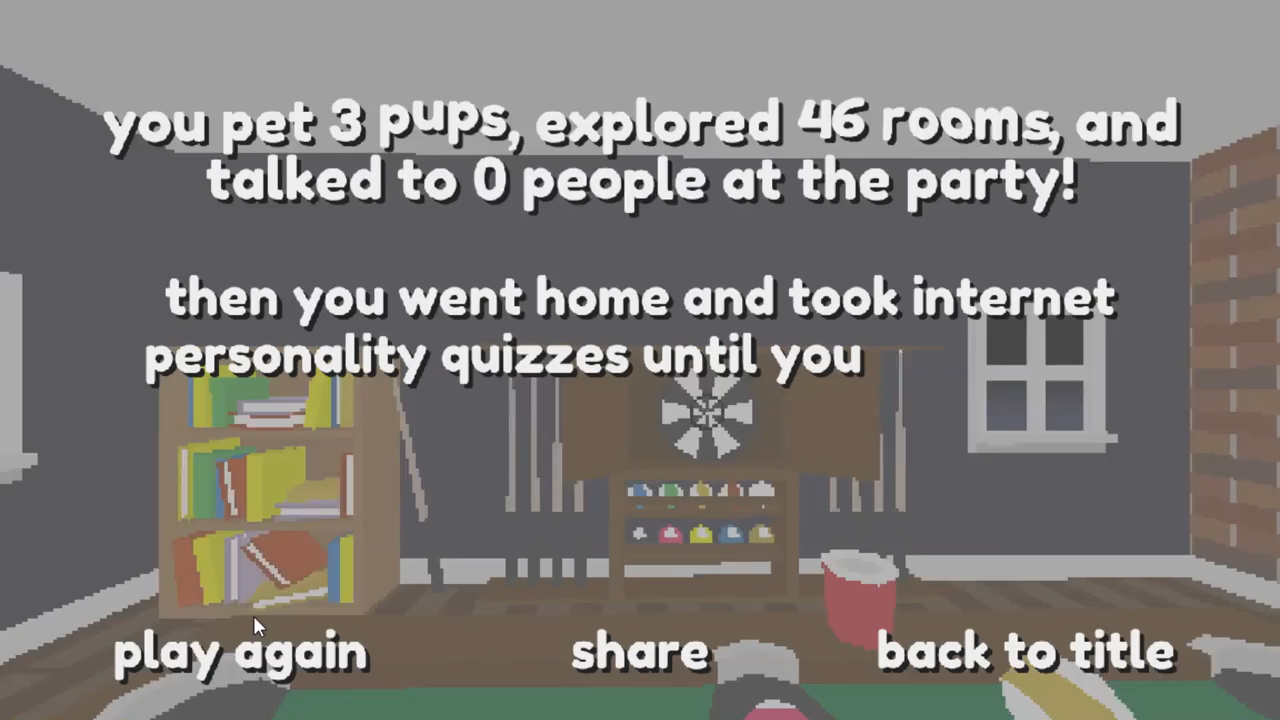 you pet 3 pups, explored 46 rooms, and
talked to 0 people at the party!
then you went home and took internet
personality quizzes until you
play again
share
back to title